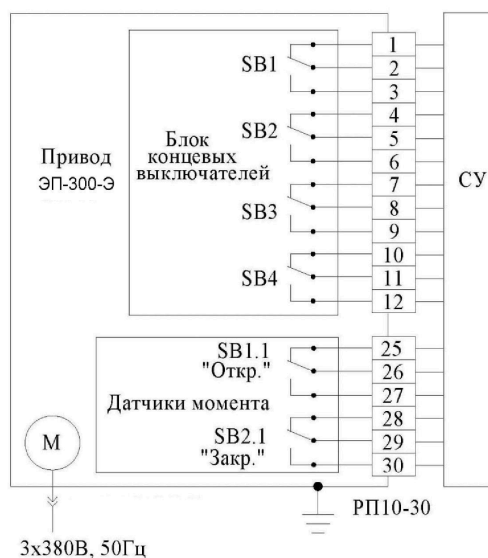 SB1
SB2
SB3
SB4
Блок
концевых
выключателей
Привод
ЭП-300-Э
1
2
3
4
5
6
7
8
9
10
11
12
СУ
SB1.1
"Откр."
Датчики момента
SB2.1
"Закр."
25
26
27
28
29
30
М
3х380В, 50Гц
РП10-30